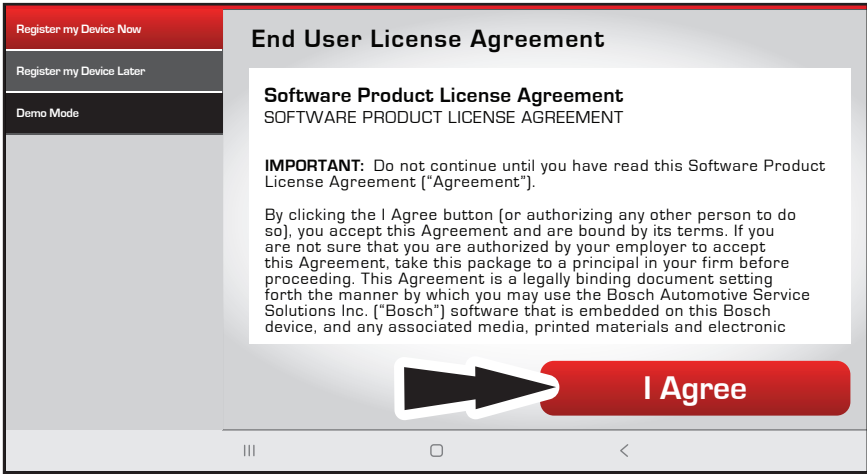 Register my Device Now
Register my Device Later
Demo Mode
End User License Agreement
Software Product License Agreement
SOFTWARE PRODUCT LICENSE AGREEMENT
IMPORTANT: Do not continue until you have read this Software Product
License Agreement (“Agreement”).
By clicking the I Agree button (or authorizing any other person to do
so), you accept this Agreement and are bound by its terms. If you
are not sure that you are authorized by your employer to accept
this Agreement, take this package to a principal in your firm before
proceeding. This Agreement is a legally binding document setting
forth the manner by which you may use the Bosch Automotive Service
Solutions Inc. (“Bosch”) software that is embedded on this Bosch
device, and any associated media, printed materials and electronic
I Agree